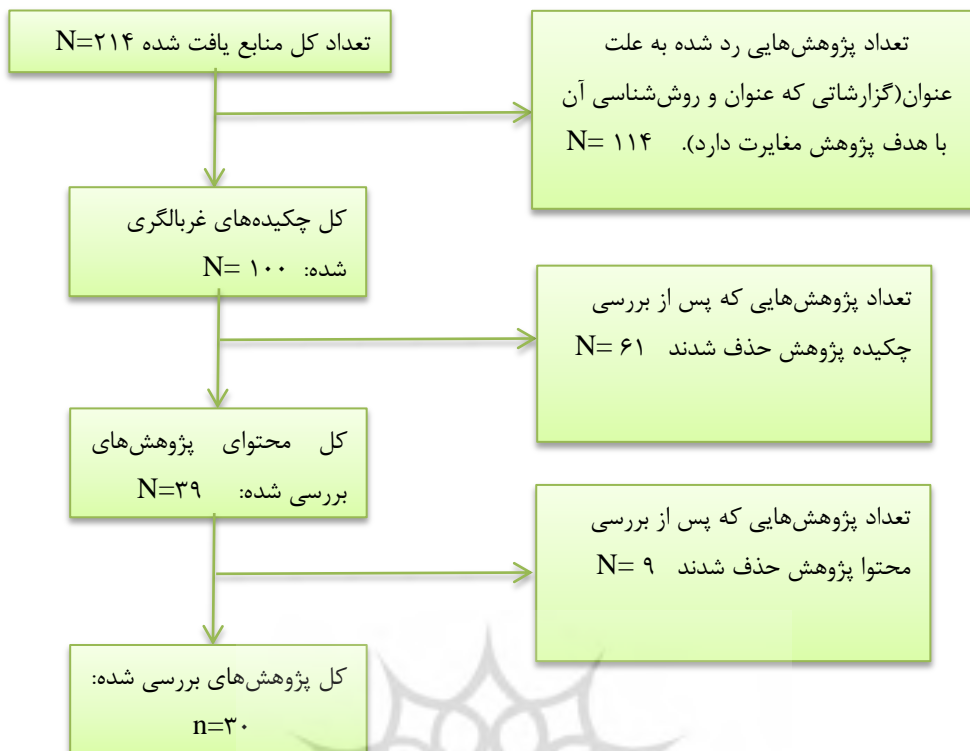 تعداد کل منابع یافت شده N=۲۱۴
تعداد پژوهش‌هایی رد شده به علت
عنوان(گزارشاتی که عنوان و روش‌شناسی آن
با هدف پژوهش مغایرت دارد). N= ۱۱۴
کل چکیده‌های غربالگری
شده: N= ۱۰۰
تعداد پژوهش‌هایی که پس از بررسی
چکیده پژوهش حذف شدند N= ۶۱
کل محتوای پژوهش‌های
بررسی شده: N=۳۹
تعداد پژوهش‌هایی که پس از بررسی
محتوا پژوهش حذف شدند N= ۹
کل پژوهش‌های بررسی شده:
n=۳۰